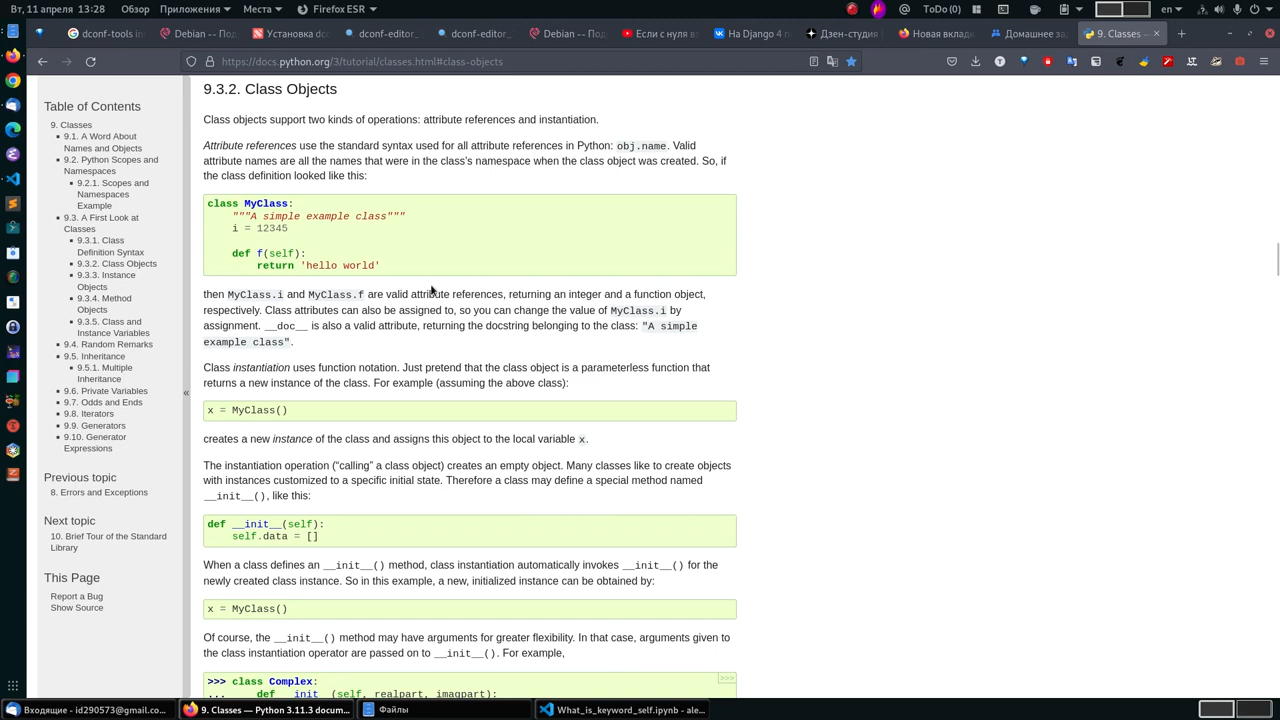 Вт, 11 апреля 13:28
Обзор
Приложения
Места
Firefox ESR
ToDo(0)
en
dconf-tools in
Debian -- Под
Установка dco
dconf-editor_
dconf-editor_
Debian -- Под
Если с нуля в
На Django 4 п
Дзен-студия
Новая вкладк
Домашнее зад
9. Classes —
https://docs.python.org/3/tutorial/classes.html#class-objects
Table of Contents
9. Classes
9.1. A Word About
Names and Objects
9.2. Python Scopes and
Namespaces
9.2.1. Scopes and
Namespaces
Example
9.3. A First Look at
Classes
9.3.1. Class
Definition Syntax
9.3.2. Class Objects
9.3.3. Instance
Objects
9.3.4. Method
Objects
9.3.5. Class and
Instance Variables
9.4. Random Remarks
9.5. Inheritance
9.5.1. Multiple
Inheritance
9.6. Private Variables
9.7. Odds and Ends
9.8. Iterators
9.9. Generators
9.10. Generator
Expressions
Previous topic
8. Errors and Exceptions
Next topic
10. Brief Tour of the Standard
Library
This Page
Report a Bug
Show Source
«
9.3.2. Class Objects
Class objects support two kinds of operations: attribute references and instantiation.
Attribute references use the standard syntax used for all attribute references in Python: obj.name. Valid
attribute names are all the names that were in the class's namespace when the class object was created. So, if
the class definition looked like this:
class MyClass:
"""A simple example class"""
i = 12345
def f(self):
return 'hello world'
then MyClass.i and MyClass.f are valid attribute references, returning an integer and a function object,
respectively. Class attributes can also be assigned to, so you can change the value of MyClass.i by
assignment. __doc__ is also a valid attribute, returning the docstring belonging to the class: "A simple
example class".
Class instantiation uses function notation. Just pretend that the class object is a parameterless function that
returns a new instance of the class. For example (assuming the above class):
x = MyClass()
creates a new instance of the class and assigns this object to the local variable x.
The instantiation operation (“calling” a class object) creates an empty object. Many classes like to create objects
with instances customized to a specific initial state. Therefore a class may define a special method named
__init__(), like this:
def __init__(self):
self.data = []
When a class defines an __init__() method, class instantiation automatically invokes __init__() for the
newly created class instance. So in this example, a new, initialized instance can be obtained by:
x = MyClass()
Of course, the __init__() method may have arguments for greater flexibility. In that case, arguments given to
the class instantiation operator are passed on to __init__(). For example,
>>>
>>> class Complex:
... def __init__(self, realpart, imagpart):
Входящие - id290573@gmail.co...
9. Classes — Python 3.11.3 docum...
Файлы
What_is_keyword_self.ipynb - ale...